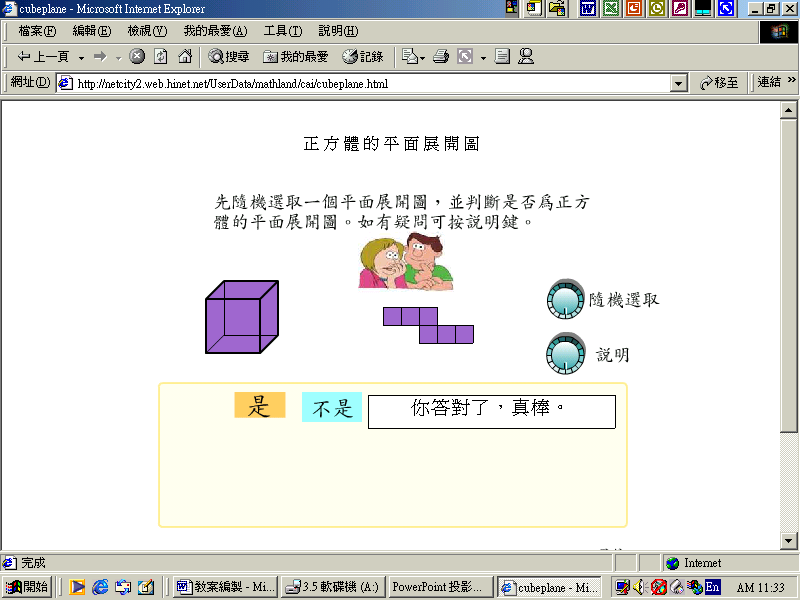 cubeplane - Microsoft Internet Explorer
檔案(F) 編輯(E) 檢視(V) 我的最愛(A) 工具(T) 說明(H)
上一頁 搜尋 我的最愛 記錄
網址(D) http://netcity2.web.hinet.net/UserData/mathland/cai/cubeplane.html 移至 連結 »
正方體的平面展開圖
先隨機選取一個平面展開圖，並判斷是否為正方
體的平面展開圖。如有疑問可按說明鍵。
隨機選取
說明
是 不是 你答對了，真棒。
完成 Internet
開始 教案編製 - Mi... 3.5 軟碟機 (A:) PowerPoint 投影... cubeplane - Mi... En AM 11:33